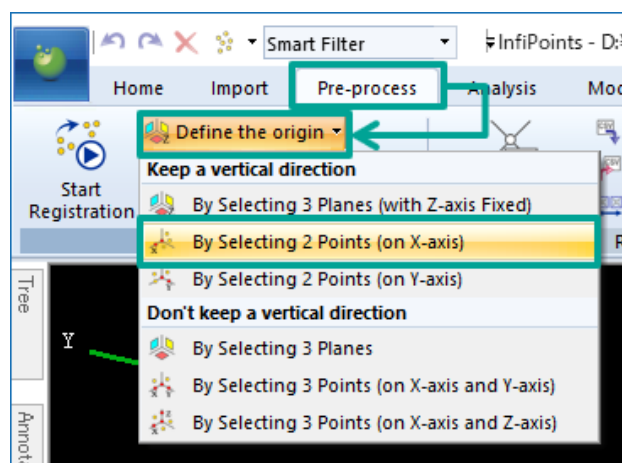 Smart Filter
InfiPoints - D:
Home Import Pre-process Analysis
Define the origin
Start
Registration
Keep a vertical direction
By Selecting 3 Planes (with Z-axis Fixed)
By Selecting 2 Points (on X-axis)
By Selecting 2 Points (on Y-axis)
Don't keep a vertical direction
By Selecting 3 Planes
By Selecting 3 Points (on X-axis and Y-axis)
By Selecting 3 Points (on X-axis and Z-axis)
Tree
Y